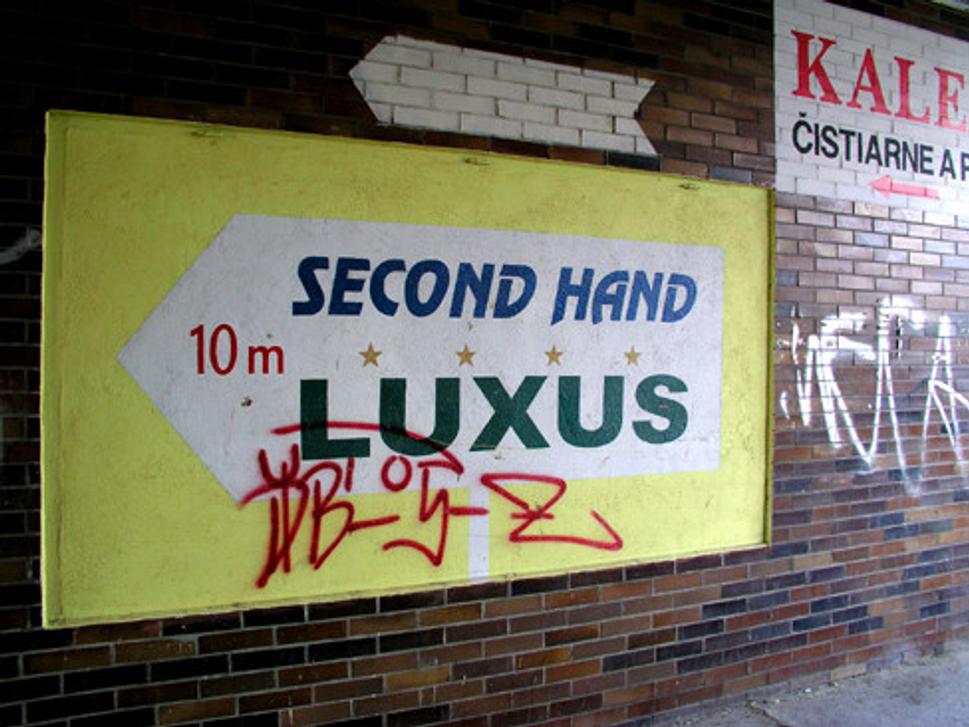 SECOND HAND
10 m
LUXUS
KALE
ČISTIARNE A